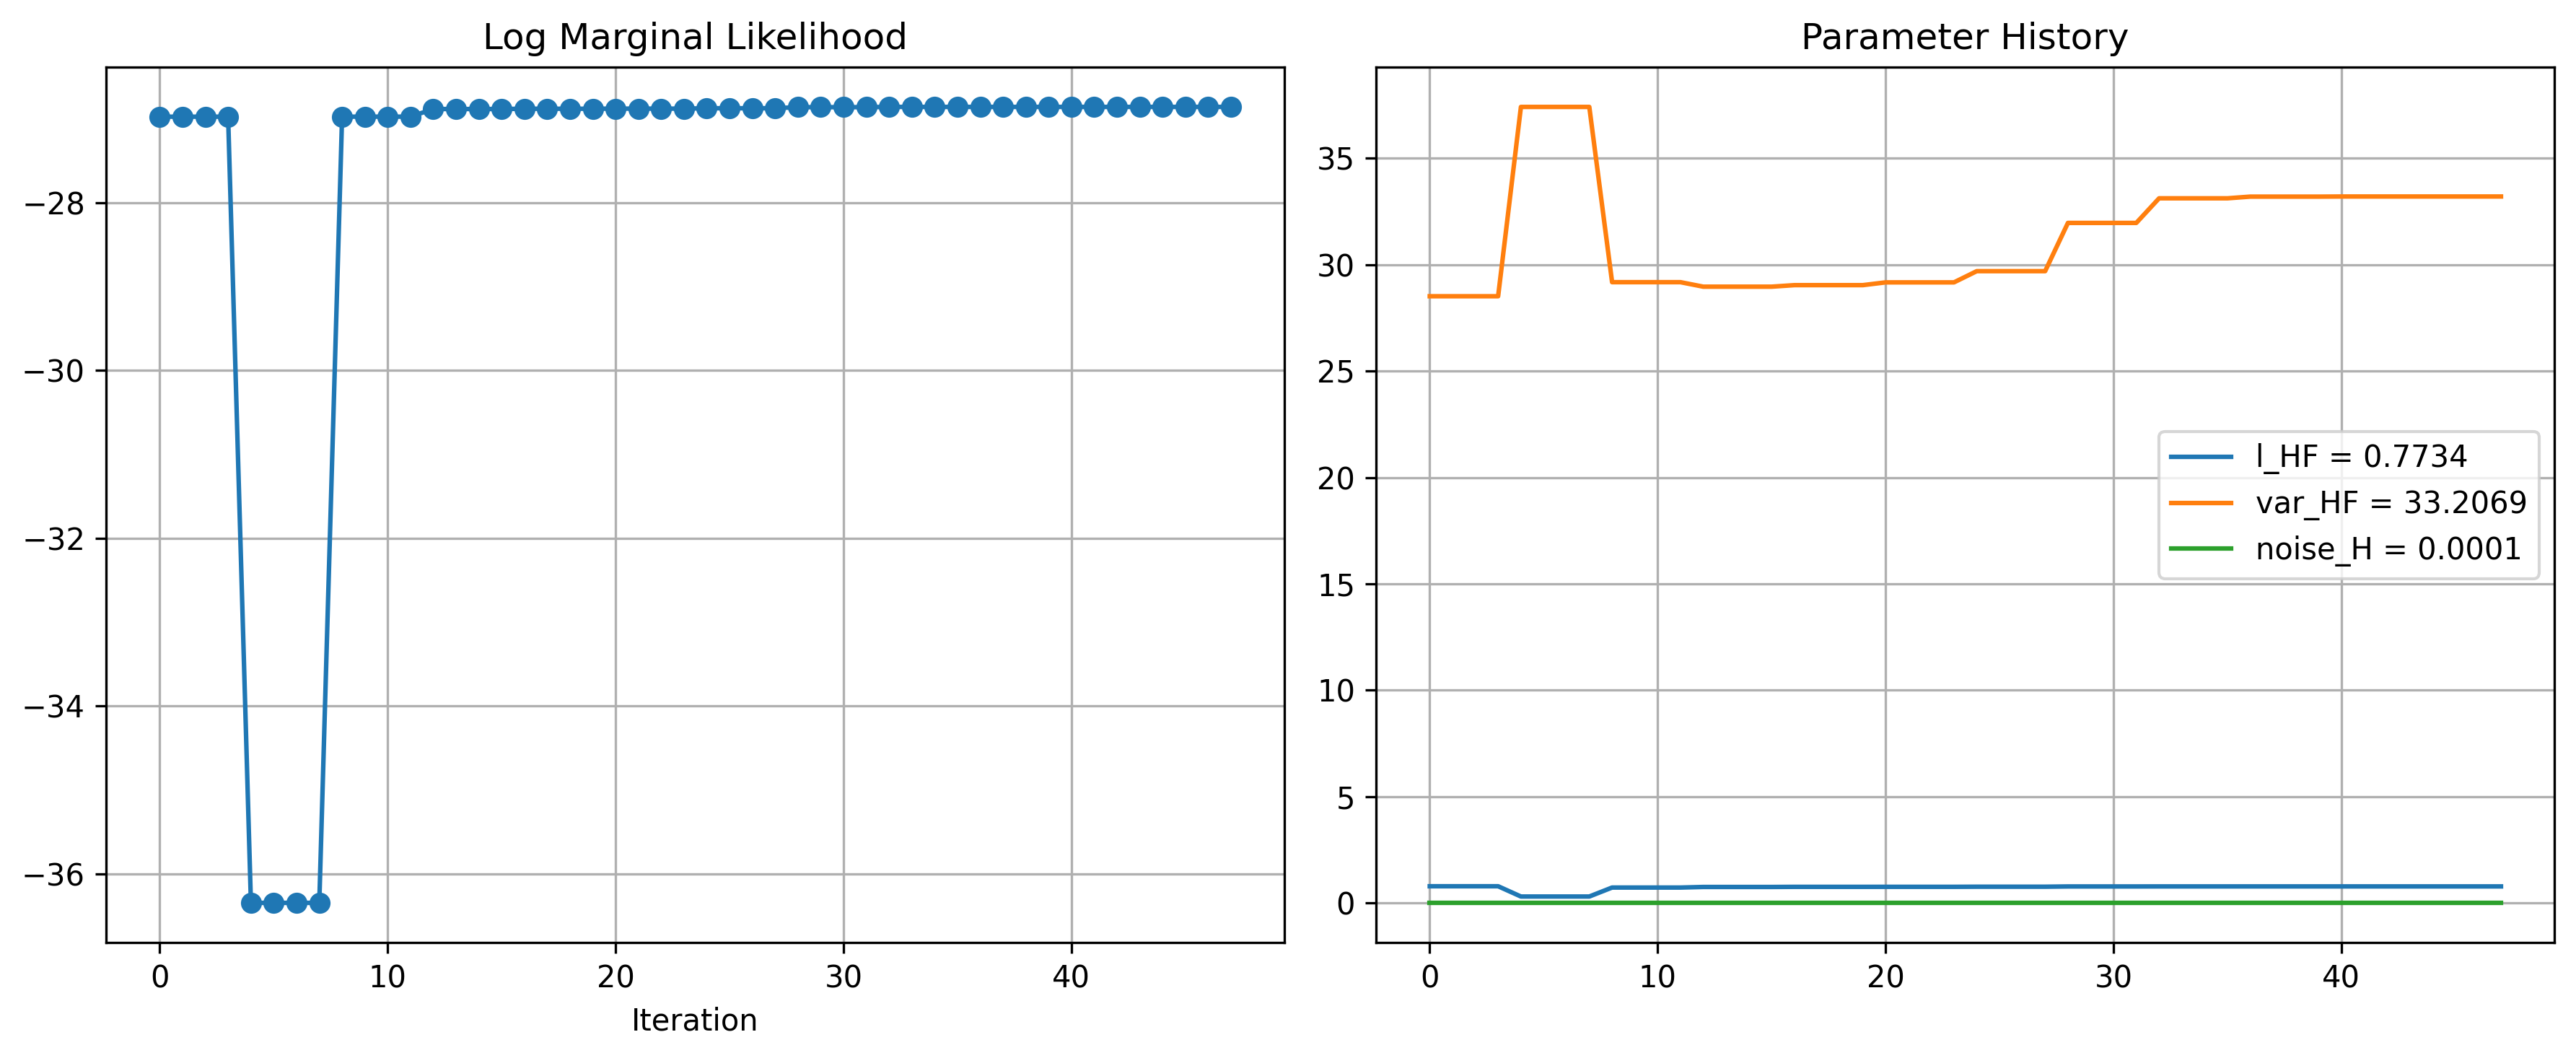 Log Marginal Likelihood
−28
−30
−32
−34
−36
0 10 20 30 40
Iteration
Parameter History
35
30
25
20
15
10
5
0
l_HF = 0.7734
var_HF = 33.2069
noise_H = 0.0001
0 10 20 30 40